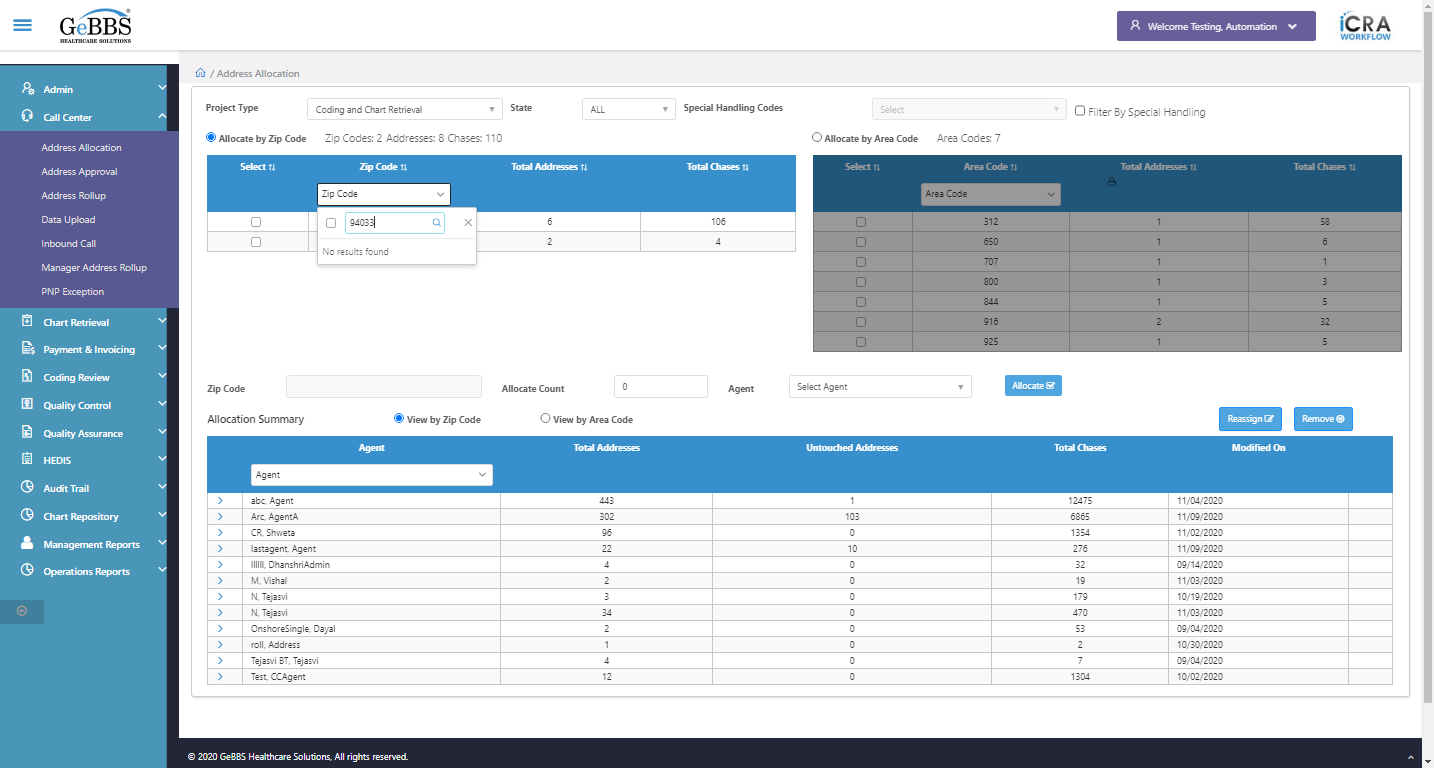 GeBBS
HEALTHCARE SOLUTIONS
Welcome Testing, Automation
iCRA
WORKFLOW
/ Address Allocation
Admin
Call Center
Address Allocation
Address Approval
Address Rollup
Data Upload
Inbound Call
Manager Address Rollup
PNP Exception
Chart Retrieval
Payment & Invoicing
Coding Review
Quality Control
Quality Assurance
HEDIS
Audit Trail
Chart Repository
Management Reports
Operations Reports
Project Type Coding and Chart Retrieval State ALL Special Handling Codes Select Filter By Special Handling
Allocate by Zip Code Zip Codes: 2 Addresses: 8 Chases: 110
Select Zip Code Total Addresses Total Chases
Zip Code
94033
No results found
6 106
2 4
Allocate by Area Code Area Codes: 7
Select Area Code Total Addresses Total Chases
Area Code
312 1 58
650 1 6
707 1 1
800 1 3
844 1 5
916 2 32
925 1 5
Zip Code Allocate Count 0 Agent Select Agent Allocate
Allocation Summary View by Zip Code View by Area Code Reassign Remove
Agent Total Addresses Untouched Addresses Total Chases Modified On
Agent
abc, Agent 443 1 12475 11/04/2020
Arc, AgentA 302 103 6865 11/09/2020
CR, Shweta 96 0 1354 11/02/2020
lastagent, Agent 22 10 276 11/09/2020
llllll, DhanshriAdmin 4 0 32 09/14/2020
M, Vishal 2 0 19 11/03/2020
N, Tejasvi 3 0 179 10/19/2020
N, Tejasvi 34 0 470 11/03/2020
OnshoreSingle, Dayal 2 0 53 09/04/2020
roll, Address 1 0 2 10/30/2020
Tejasvi BT, Tejasvi 4 0 7 09/04/2020
Test, CCAgent 12 0 1304 10/02/2020
© 2020 GeBBS Healthcare Solutions, All rights reserved.